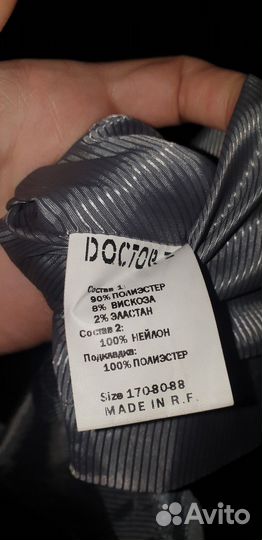 DOCTOR
Состав 1:
90% ПОЛИЭСТЕР
8% ВИСКОЗА
2% ЭЛАСТАН
Состав 2:
100% НЕЙЛОН
Подкладка:
100% ПОЛИЭСТЕР
Size 170-80-88
MADE IN R.F.
Avito